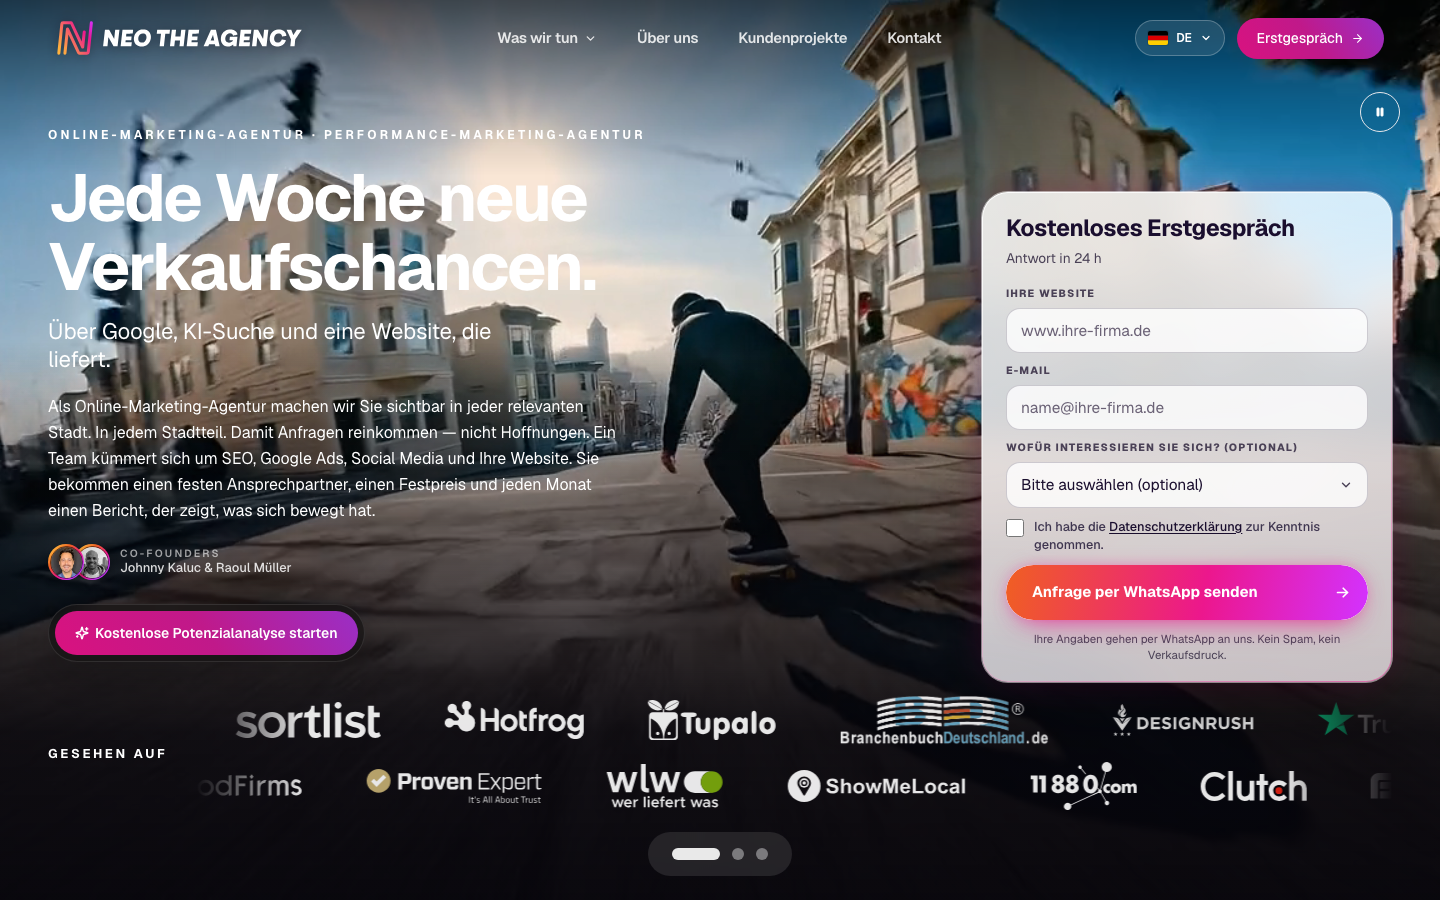 NEO THE AGENCY
Was wir tun
Über uns
Kundenprojekte
Kontakt
DE
Erstgespräch
ONLINE-MARKETING-AGENTUR · PERFORMANCE-MARKETING-AGENTUR
Jede Woche neue
Verkaufschancen.
Über Google, KI-Suche und eine Website, die
liefert.
Als Online-Marketing-Agentur machen wir Sie sichtbar in jeder relevanten
Stadt. In jedem Stadtteil. Damit Anfragen reinkommen — nicht Hoffnungen. Ein
Team kümmert sich um SEO, Google Ads, Social Media und Ihre Website. Sie
bekommen einen festen Ansprechpartner, einen Festpreis und jeden Monat
einen Bericht, der zeigt, was sich bewegt hat.
CO-FOUNDERS
Johnny Kaluc & Raoul Müller
Kostenlose Potenzialanalyse starten
Kostenloses Erstgespräch
Antwort in 24 h
IHRE WEBSITE
www.ihre-firma.de
E-MAIL
name@ihre-firma.de
WOFÜR INTERESSIEREN SIE SICH? (OPTIONAL)
Bitte auswählen (optional)
Ich habe die Datenschutzerklärung zur Kenntnis
genommen.
Anfrage per WhatsApp senden
Ihre Angaben gehen per WhatsApp an uns. Kein Spam, kein
Verkaufsdruck.
GESEHEN AUF
sortlist
Hotfrog
Tupalo
BranchenbuchDeutschland.de
®
DESIGNRUSH
Tru
odFirms
Proven Expert
It's All About Trust
wlw
wer liefert was
ShowMeLocal
11880.com
Clutch